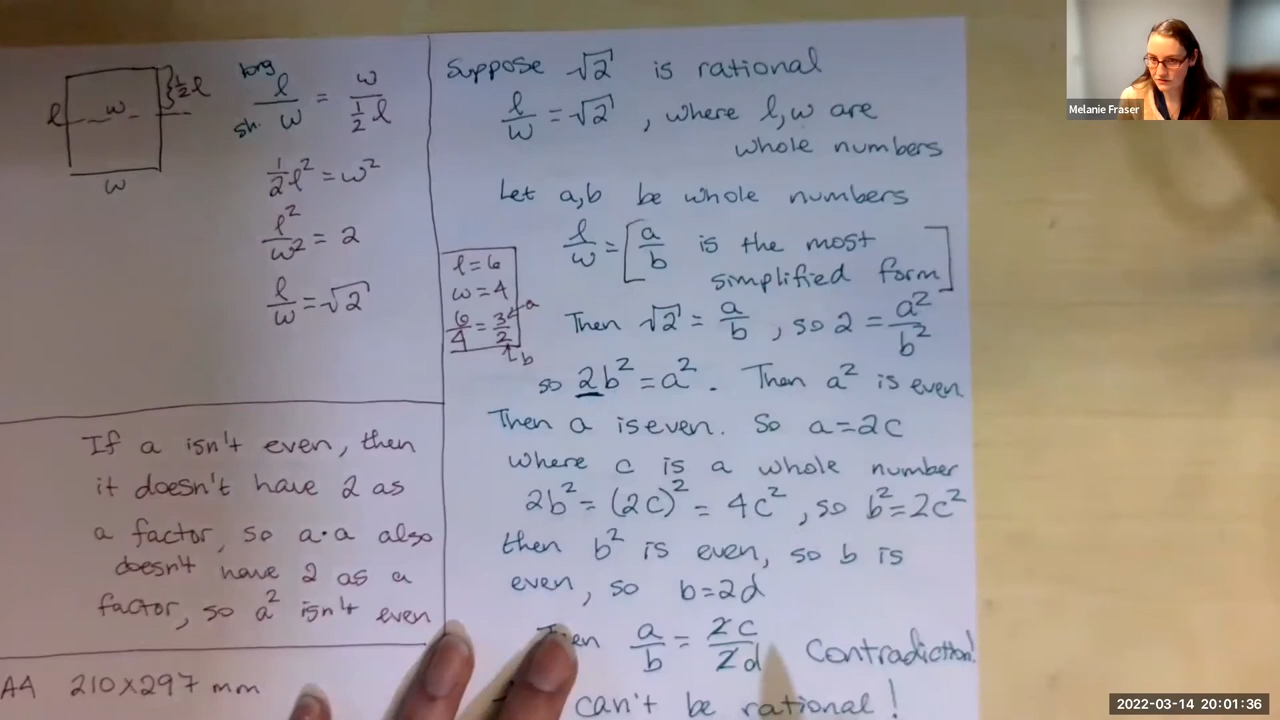 long
l/w = w/(½l)
sh.
l
w
}½l
w
½l² = w²
l²/w² = 2
l/w = √2
If a isn't even, then
it doesn't have 2 as
a factor, so a·a also
doesn't have 2 as a
factor, so a² isn't even
A4 210×297 mm
Suppose √2 is rational
l/w = √2, where l,w are
whole numbers
Let a,b be whole numbers
l/w = [a/b is the most
simplified form]
l=6
w=4
6/4 = 3/2
a
b
Then √2 = a/b, so 2 = a²/b²
so 2b² = a². Then a² is even
Then a is even. So a=2c
where c is a whole number
2b² = (2c)² = 4c², so b²=2c²
then b² is even, so b is
even, so b=2d
a/b = 2c/2d Contradiction!
can't be rational!
Melanie Fraser
2022-03-14 20:01:36